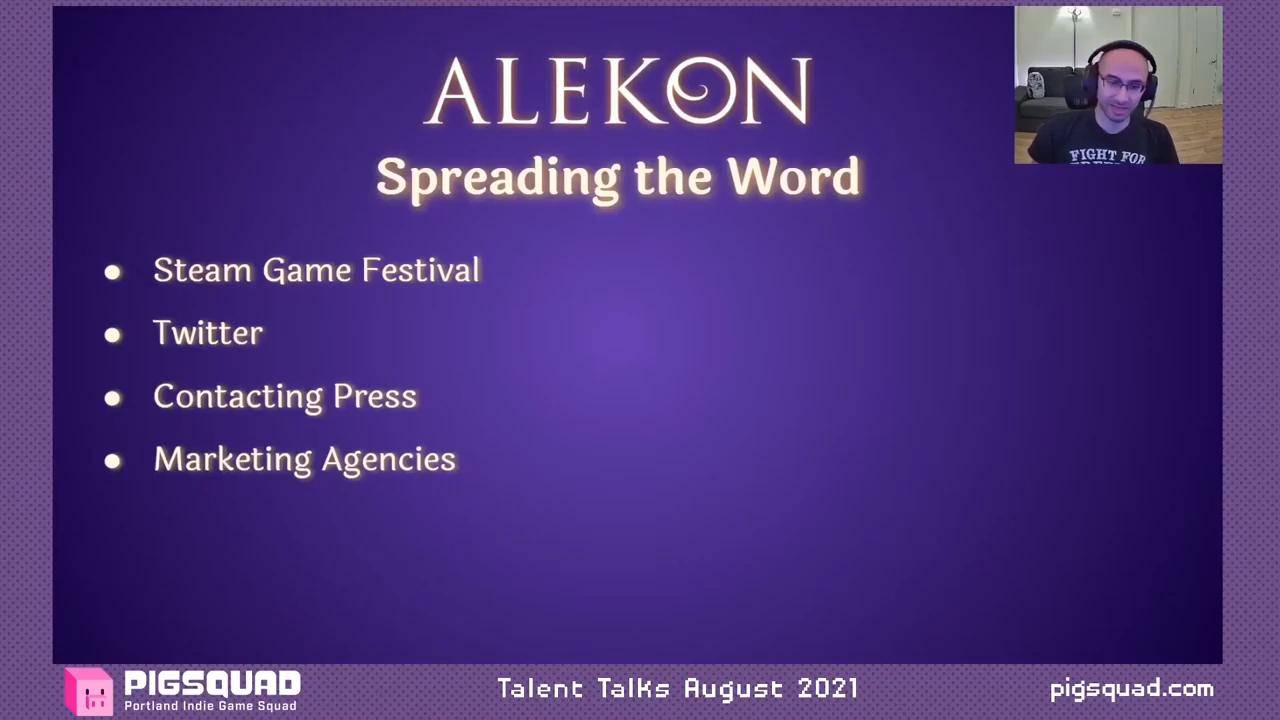 ALEKON
Spreading the Word
Steam Game Festival
Twitter
Contacting Press
Marketing Agencies
FIGHT FOR
PIGSQUAD
Portland Indie Game Squad
Talent Talks August 2021
pigsquad.com